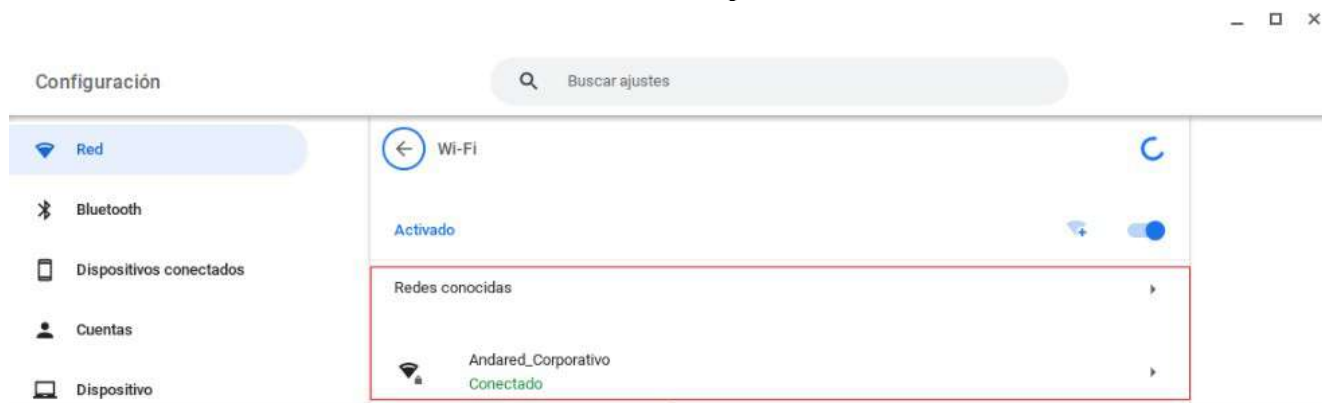 Configuración
Buscar ajustes
Red
Wi-Fi
Bluetooth
Activado
Dispositivos conectados
Redes conocidas
Cuentas
Andared_Corporativo
Conectado
Dispositivo